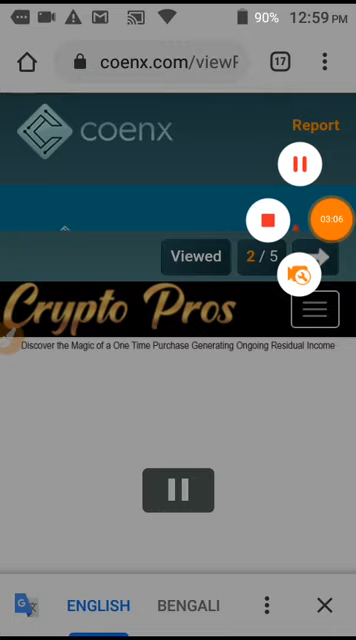 90% 12:59 PM
coenx.com/viewF
17
coenx
Report
03:06
Viewed
2 / 5
Crypto Pros
Discover the Magic of a One Time Purchase Generating Ongoing Residual Income
ENGLISH BENGALI